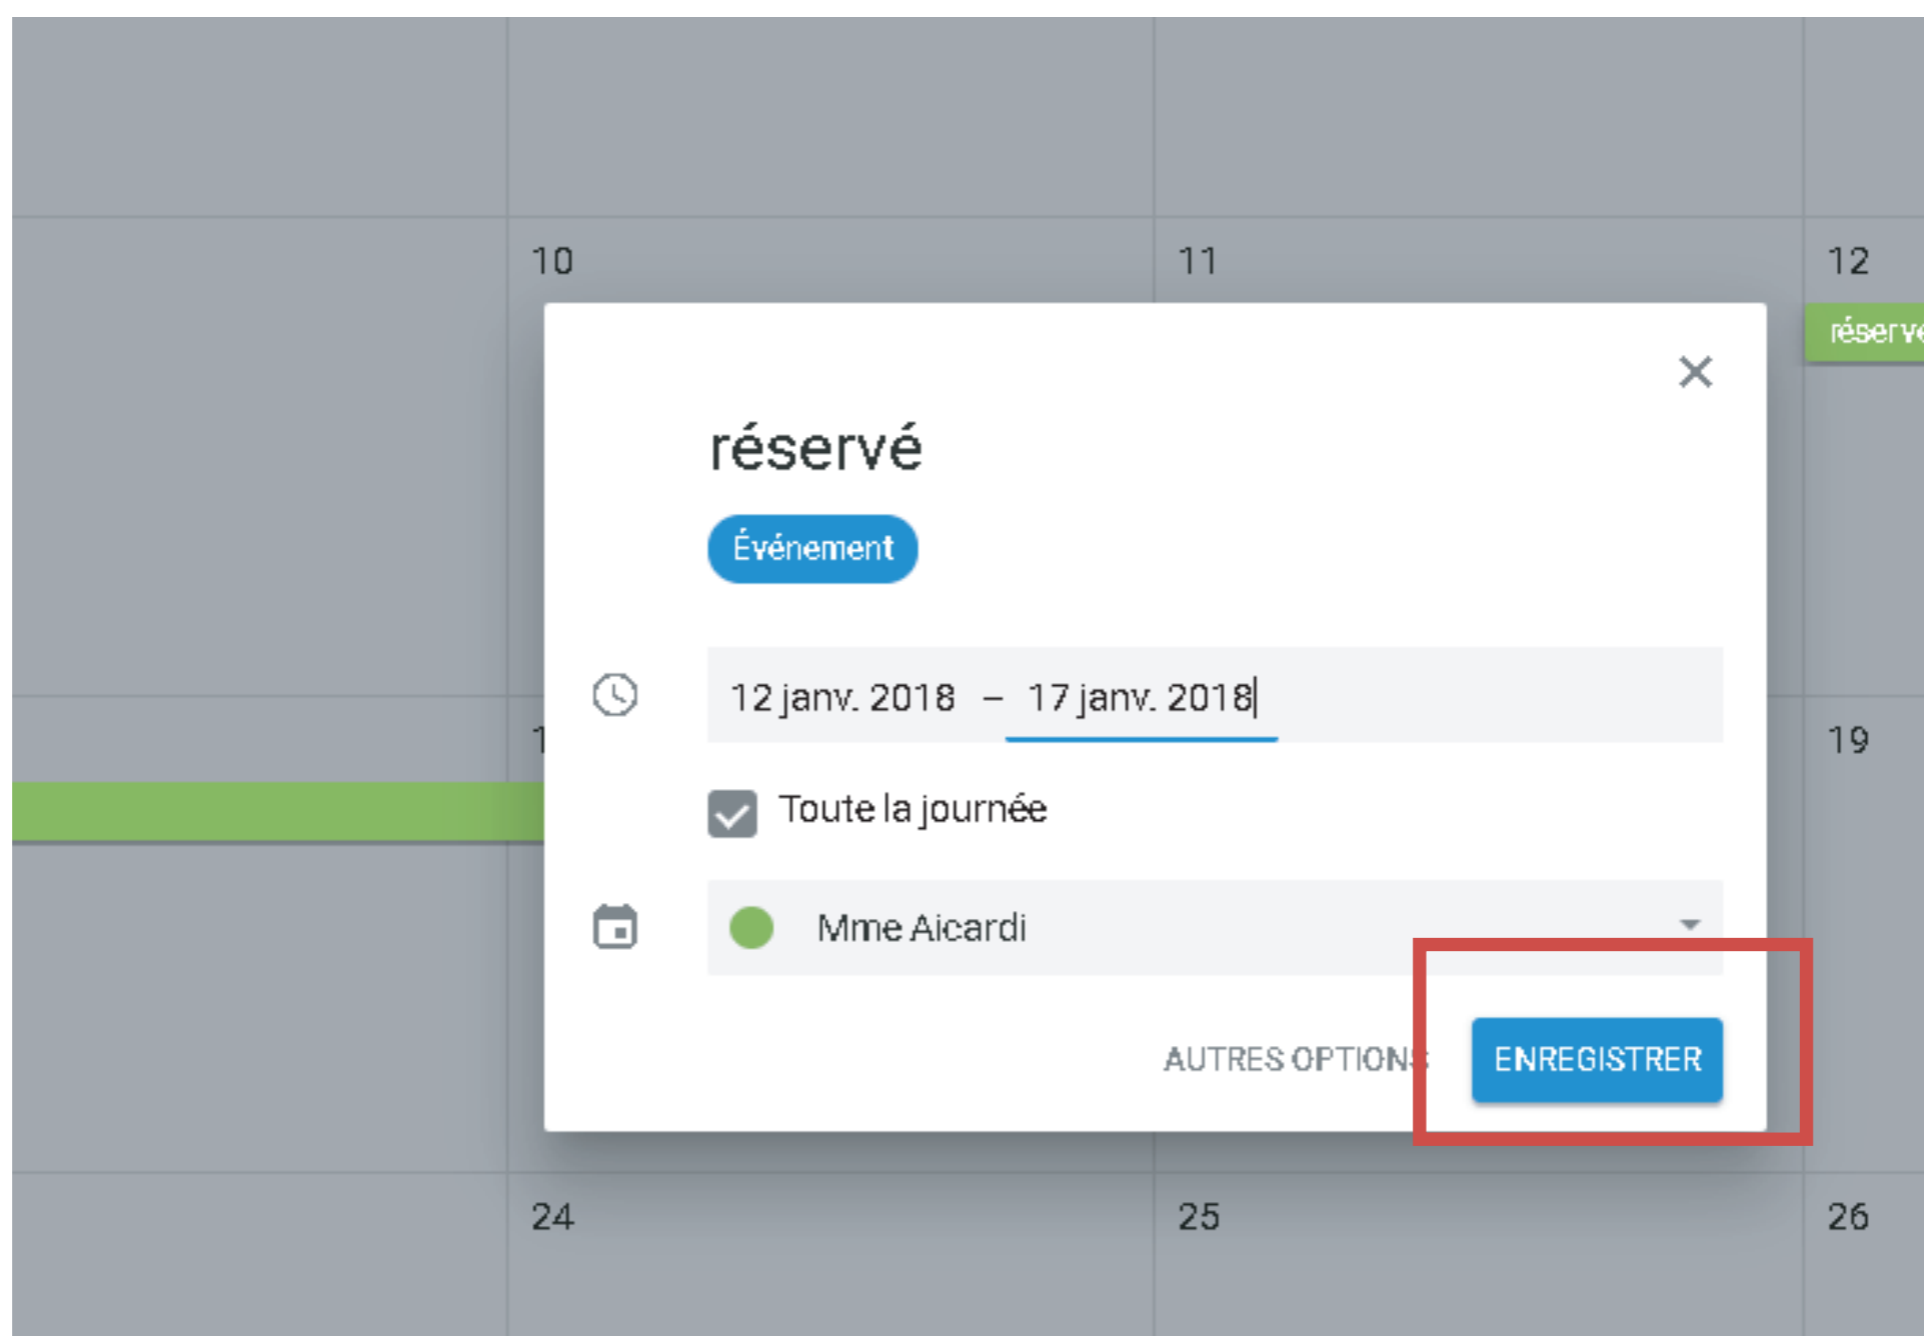 10
11
12
réservé
Événement
12 janv. 2018 – 17 janv. 2018
19
Toute la journée
Mme Aicardi
AUTRES OPTIONS
ENREGISTRER
24
25
26